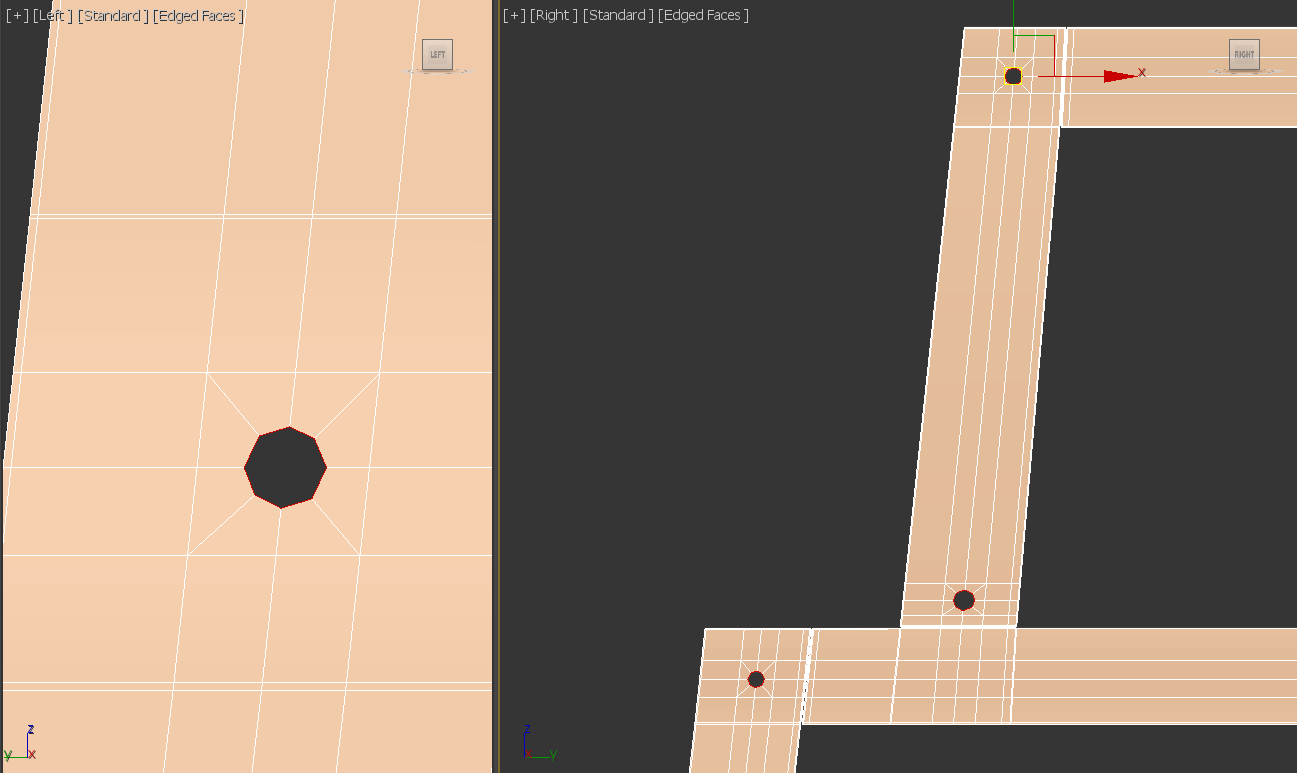 [+] [Left ] [Standard ] [Edged Faces ]
[+] [Right ] [Standard ] [Edged Faces ]
LEFT
RIGHT
x
z
y
x
z
y